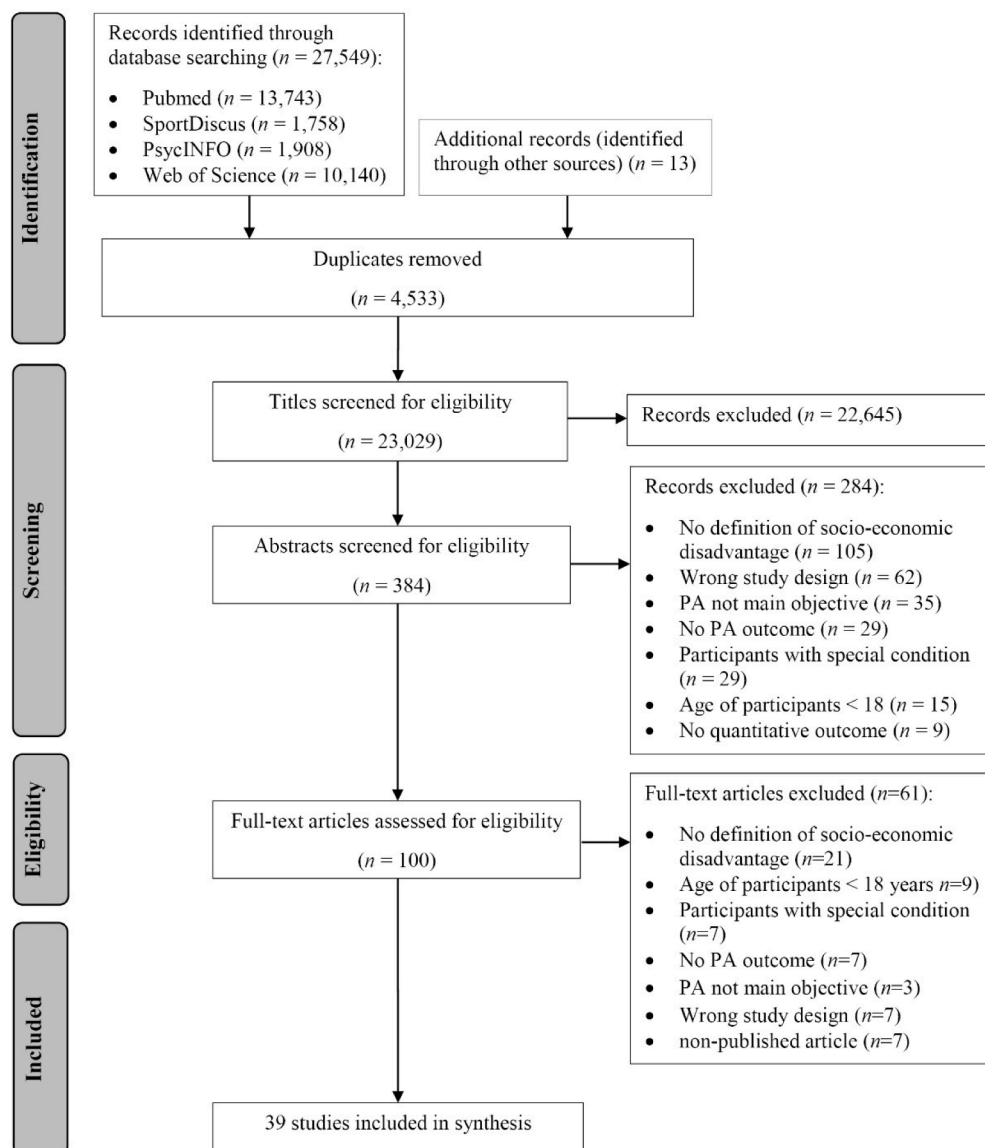 Identification
Records identified through
database searching (n = 27,549):
• Pubmed (n = 13,743)
• SportDiscus (n = 1,758)
• PsycINFO (n = 1,908)
• Web of Science (n = 10,140)
Additional records (identified
through other sources) (n = 13)
Duplicates removed
(n = 4,533)
Screening
Titles screened for eligibility
(n = 23,029)
Records excluded (n = 22,645)
Abstracts screened for eligibility
(n = 384)
Records excluded (n = 284):
• No definition of socio-economic
disadvantage (n = 105)
• Wrong study design (n = 62)
• PA not main objective (n = 35)
• No PA outcome (n = 29)
• Participants with special condition
(n = 29)
• Age of participants < 18 (n = 15)
• No quantitative outcome (n = 9)
Eligibility
Full-text articles assessed for eligibility
(n = 100)
Full-text articles excluded (n=61):
• No definition of socio-economic
disadvantage (n=21)
• Age of participants < 18 years n=9)
• Participants with special condition
(n=7)
• No PA outcome (n=7)
• PA not main objective (n=3)
• Wrong study design (n=7)
• non-published article (n=7)
Included
39 studies included in synthesis